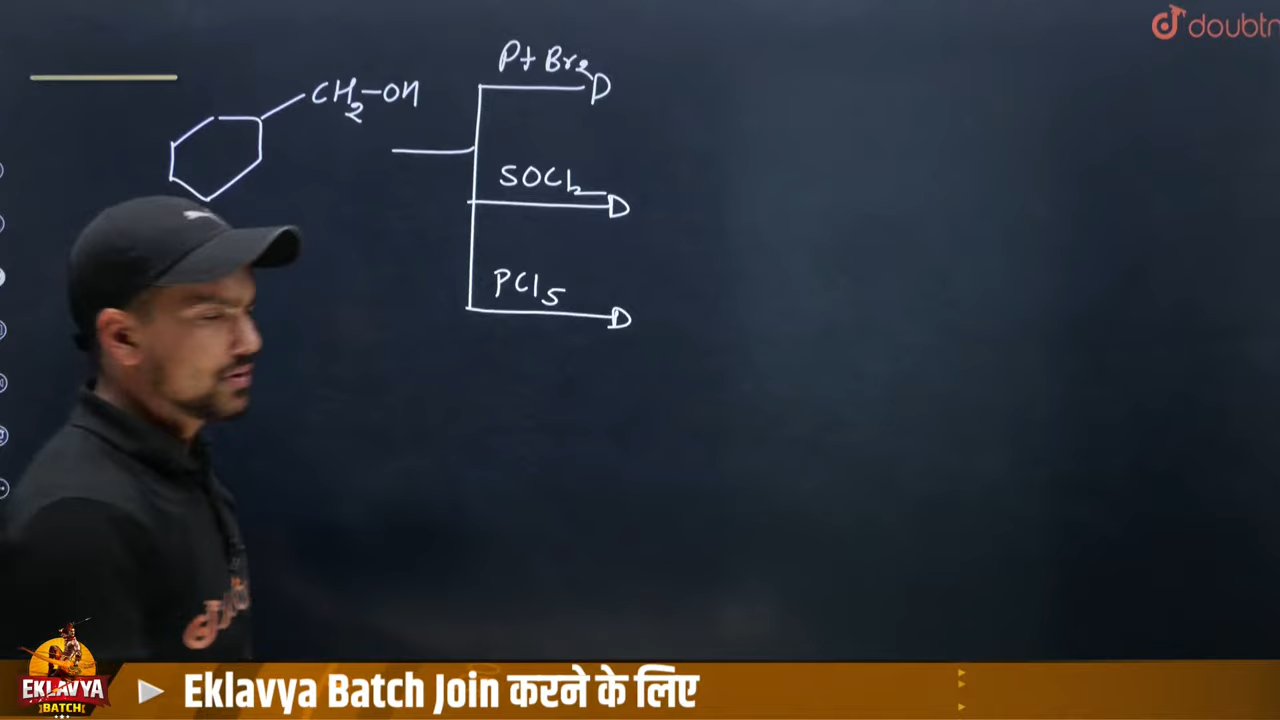 doubtn
P+ Br2
CH2-OH
SOCl2
PCl5
EKLAVYA
BATCH
Eklavya Batch Join करने के लिए